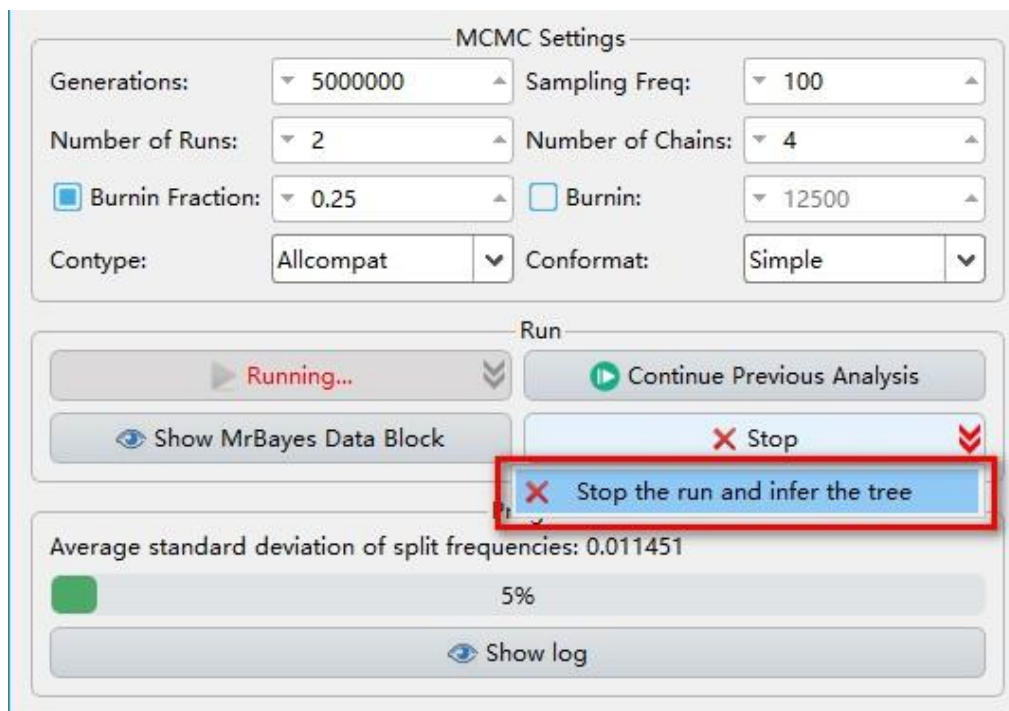 MCMC Settings
Generations: 5000000 Sampling Freq: 100
Number of Runs: 2 Number of Chains: 4
Burnin Fraction: 0.25 Burnin: 12500
Contype: Allcompat Conformat: Simple
Run
Running... Continue Previous Analysis
Show MrBayes Data Block Stop
Stop the run and infer the tree
Average standard deviation of split frequencies: 0.011451
5%
Show log